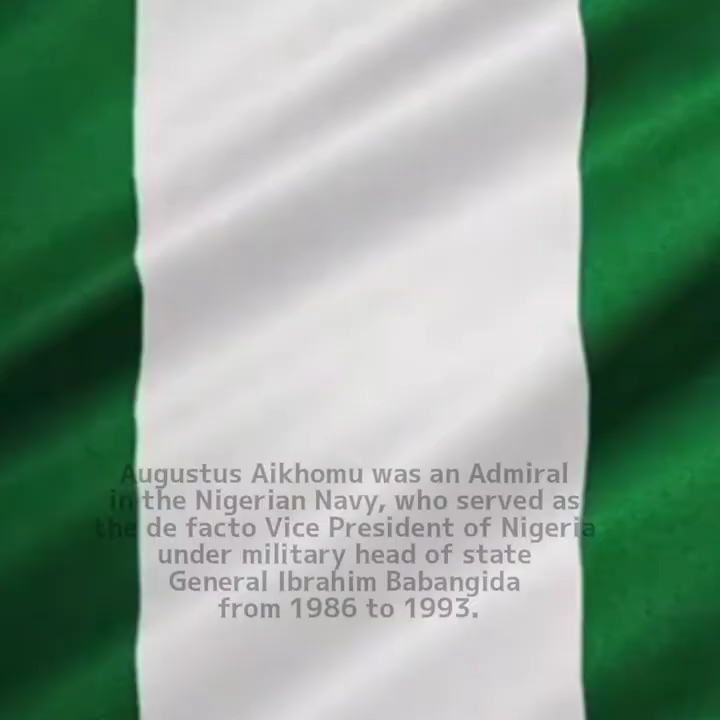 Augustus Aikhomu was an Admiral
in the Nigerian Navy, who served as
the de facto Vice President of Nigeria
under military head of state
General Ibrahim Babangida
from 1986 to 1993.